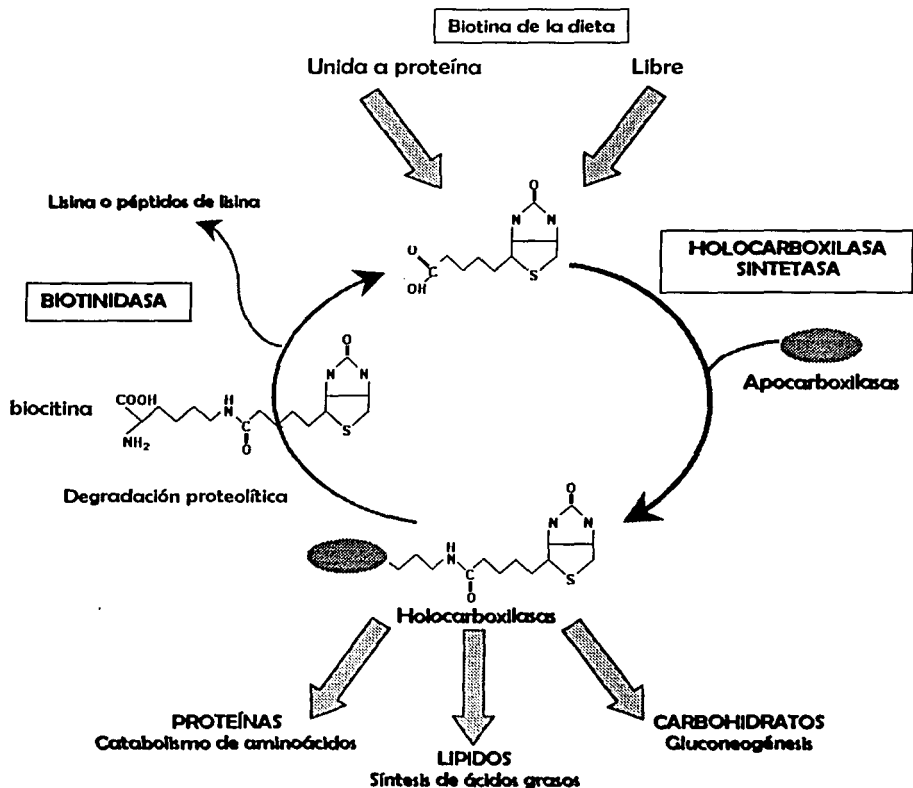 Biotina de la dieta
Unida a proteína
Libre
Lisina o péptidos de lisina
O
N N
O
C
OH
S
HOLOCARBOXILASA
SINTETASA
BIOTINIDASA
Apocarboxilasas
biocitina
COOH
NH₂
H
N
C
O
O
N N
S
Degradación proteolítica
O
N N
H
N
C
O
S
Holocarboxilasas
PROTEÍNAS
Catabolismo de aminoácidos
LÍPIDOS
Síntesis de ácidos grasos
CARBOHIDRATOS
Gluconeogénesis